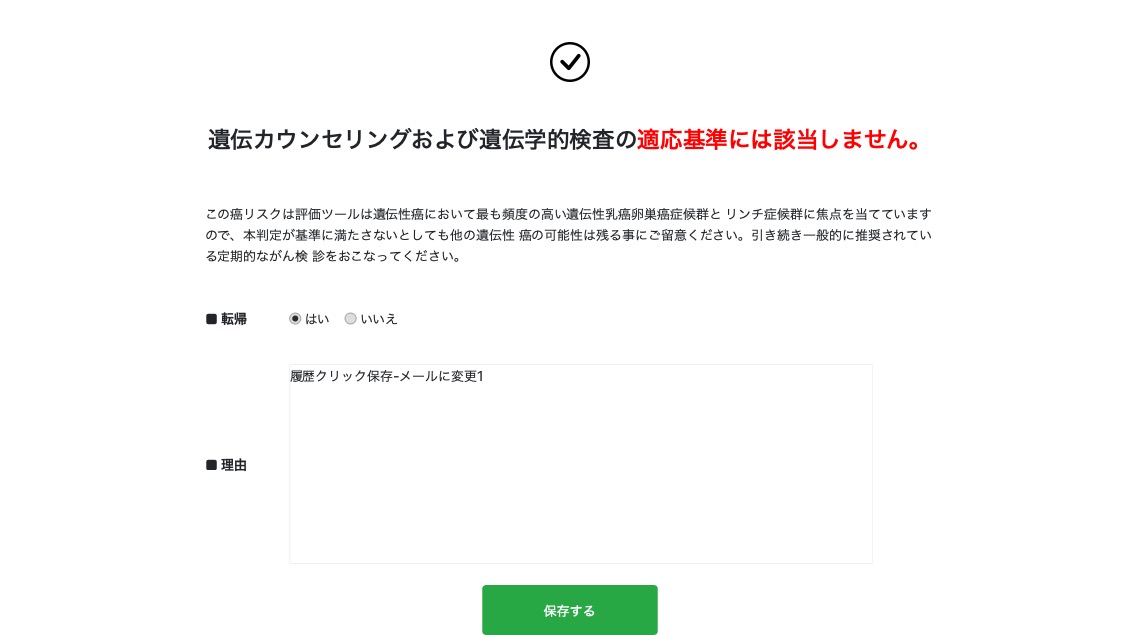 遺伝カウンセリングおよび遺伝学的検査の適応基準には該当しません。
この癌リスクは評価ツールは遺伝性癌において最も頻度の高い遺伝性乳癌卵巣癌症候群と リンチ症候群に焦点を当てています
ので、本判定が基準に満たさないとしても他の遺伝性 癌の可能性は残る事にご留意ください。引き続き一般的に推奨されてい
る定期的ながん検 診をおこなってください。
■ 転帰 はい いいえ
履歴クリック保存-メールに変更1
■ 理由
保存する